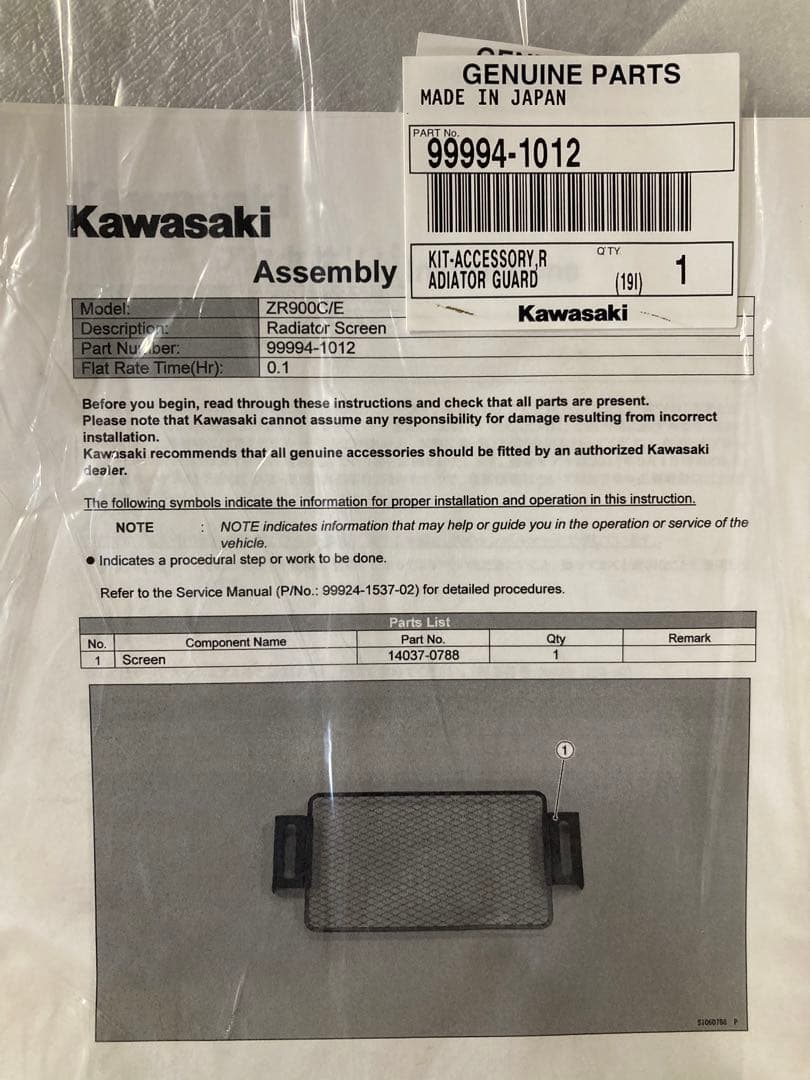 GENUINE PARTS
MADE IN JAPAN
PART No.
99994-1012
KIT-ACCESSORY,R
ADIATOR GUARD
Q'TY
(19I)
1
Kawasaki
Kawasaki
Assembly
Model: ZR900C/E
Description: Radiator Screen
Part Number: 99994-1012
Flat Rate Time(Hr): 0.1
Before you begin, read through these instructions and check that all parts are present.
Please note that Kawasaki cannot assume any responsibility for damage resulting from incorrect
installation.
Kawasaki recommends that all genuine accessories should be fitted by an authorized Kawasaki
dealer.
The following symbols indicate the information for proper installation and operation in this instruction.
NOTE : NOTE indicates information that may help or guide you in the operation or service of the
vehicle.
● Indicates a procedural step or work to be done.
Refer to the Service Manual (P/No.: 99924-1537-02) for detailed procedures.
Parts List
No. Component Name Part No. Qty Remark
1 Screen 14037-0788 1
1